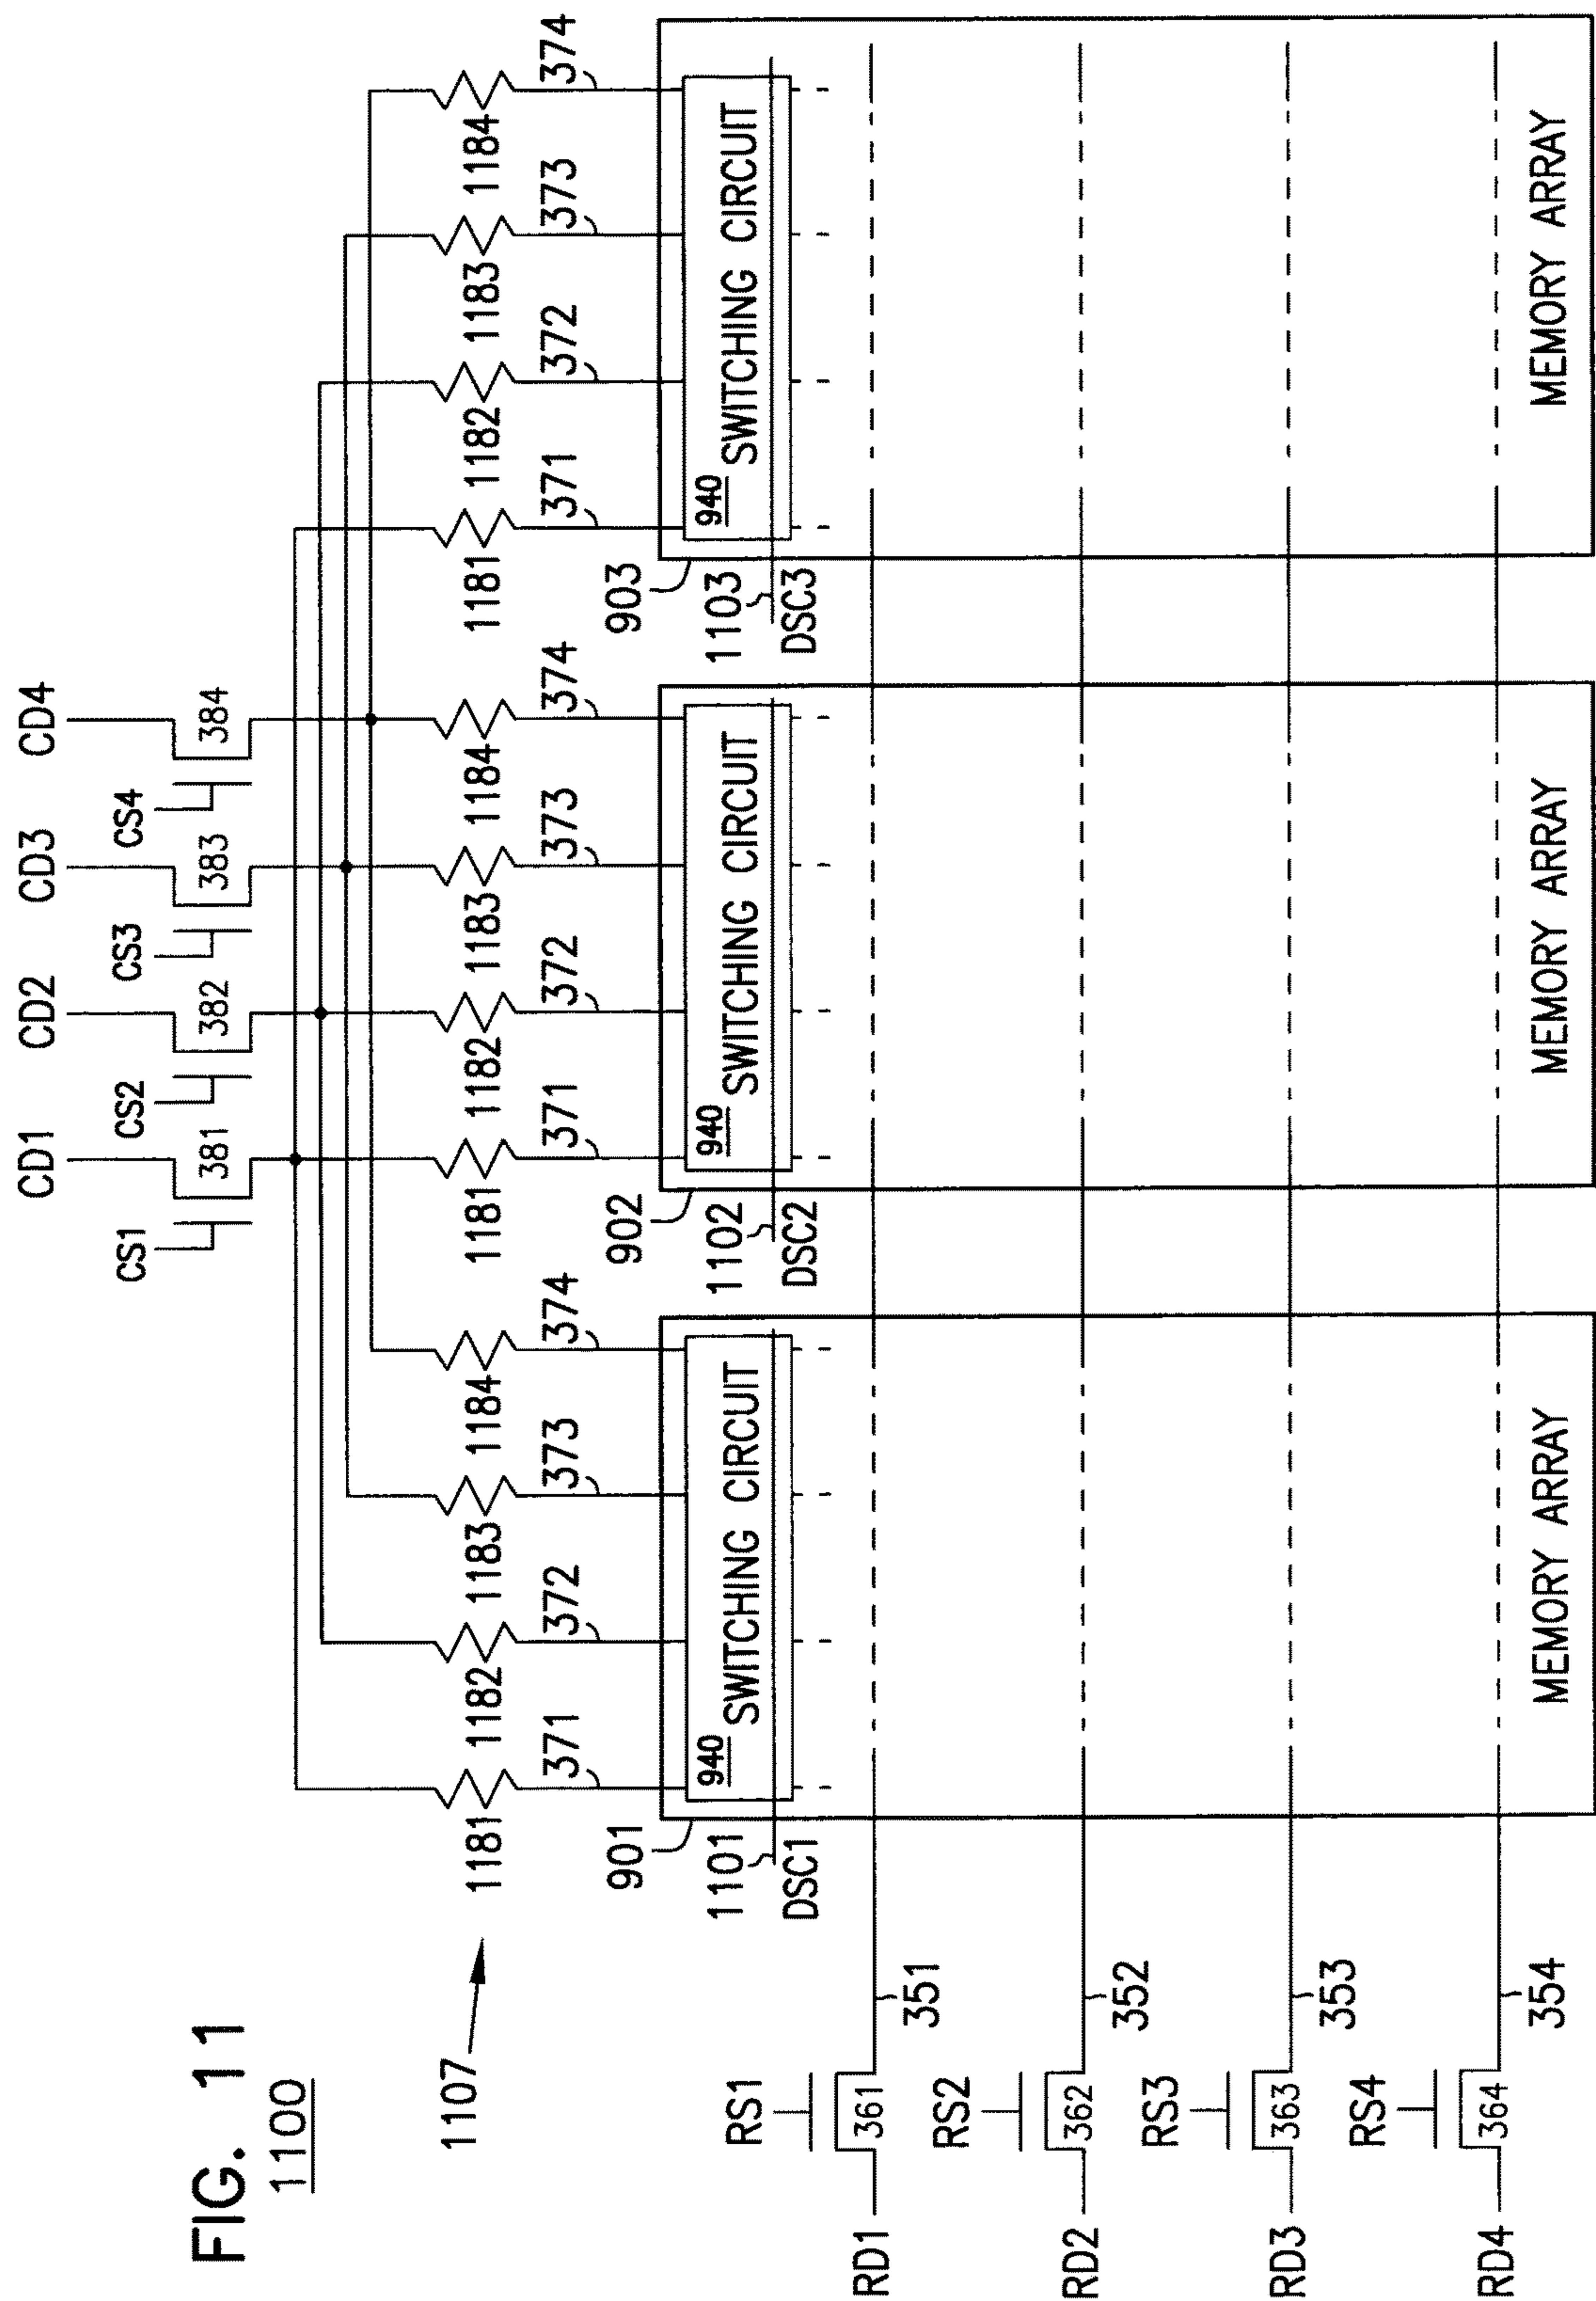 FIG. 11
1100
CD1 CD2 CD3 CD4
CS1 381 CS2 382 CS3 383 CS4 384
1107
1181 1182 1183 1184 1181 1182 1183 1184 1181 1182 1183 1184
371 372 373 374 371 372 373 374 371 372 373 374
901 902 903
940 940 940
1101 SWITCHING CIRCUIT 1102 SWITCHING CIRCUIT 1103 SWITCHING CIRCUIT
DSC1 DSC2 DSC3
RS1
361
RD1
351
RS2
362
RD2
352
RS3
363
RD3
353
RS4
364
RD4
354
MEMORY ARRAY MEMORY ARRAY MEMORY ARRAY